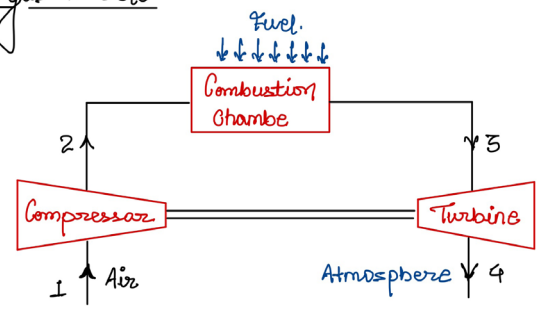 Fuel.
Combustion
Chambe
2
3
Compressor
Turbine
1
Air
Atmosphere
4